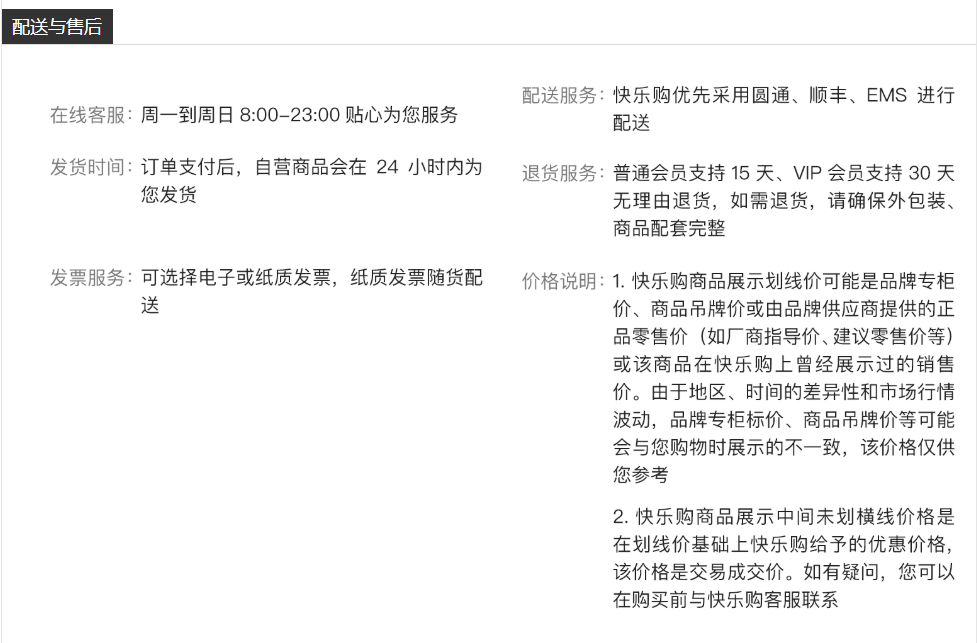 配送与售后
在线客服：周一到周日 8:00-23:00 贴心为您服务
发货时间：订单支付后，自营商品会在 24 小时内为
您发货
发票服务：可选择电子或纸质发票，纸质发票随货配
送
配送服务：快乐购优先采用圆通、顺丰、EMS 进行
配送
退货服务：普通会员支持 15 天、VIP 会员支持 30 天
无理由退货，如需退货，请确保外包装、
商品配套完整
价格说明：1. 快乐购商品展示划线价可能是品牌专柜
价、商品吊牌价或由品牌供应商提供的正
品零售价（如厂商指导价、建议零售价等）
或该商品在快乐购上曾经展示过的销售
价。由于地区、时间的差异性和市场行情
波动，品牌专柜标价、商品吊牌价等可能
会与您购物时展示的不一致，该价格仅供
您参考
2. 快乐购商品展示中间未划横线价格是
在划线价基础上快乐购给予的优惠价格，
该价格是交易成交价。如有疑问，您可以
在购买前与快乐购客服联系